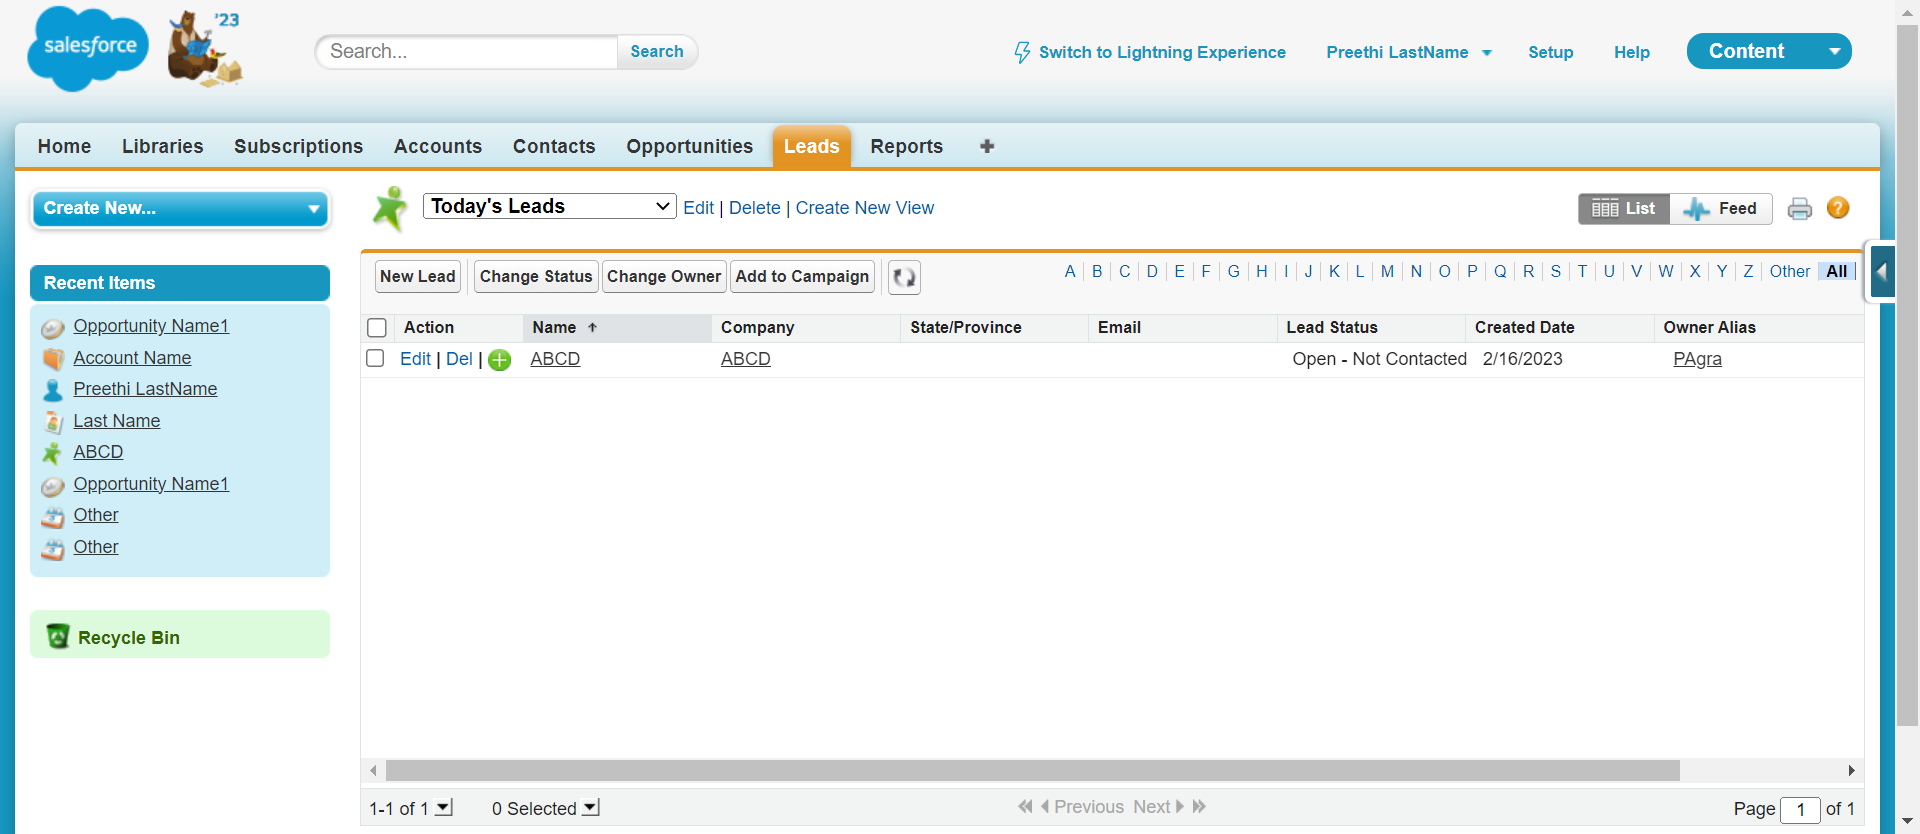 salesforce
'23
Search...
Search
Switch to Lightning Experience
Preethi LastName
Setup
Help
Content
Home
Libraries
Subscriptions
Accounts
Contacts
Opportunities
Leads
Reports
+
Create New...
Recent Items
Opportunity Name1
Account Name
Preethi LastName
Last Name
ABCD
Opportunity Name1
Other
Other
Recycle Bin
Today's Leads
Edit | Delete | Create New View
List
Feed
?
New Lead
Change Status
Change Owner
Add to Campaign
A | B | C | D | E | F | G | H | I | J | K | L | M | N | O | P | Q | R | S | T | U | V | W | X | Y | Z | Other | All
Action Name Company State/Province Email Lead Status Created Date Owner Alias
Edit | Del | ABCD ABCD Open - Not Contacted 2/16/2023 PAgra
1-1 of 1
0 Selected
Previous Next
Page 1 of 1